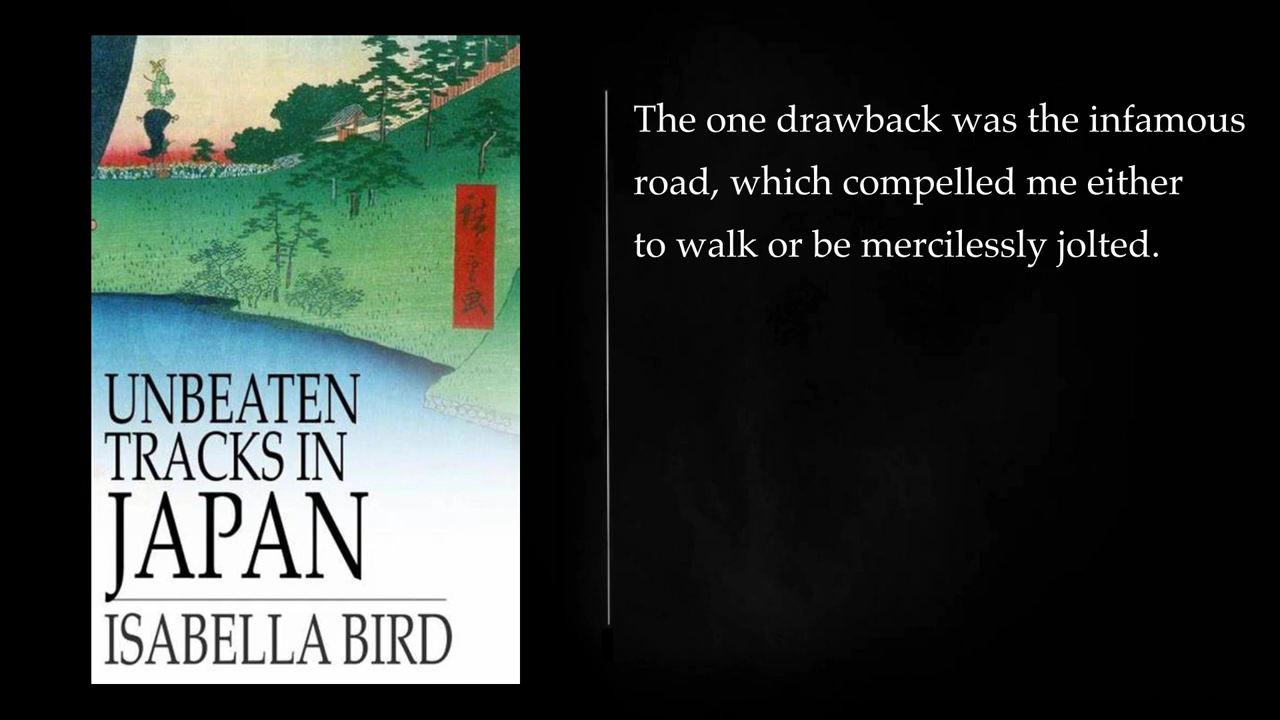 UNBEATEN
TRACKS IN
JAPAN
ISABELLA BIRD
The one drawback was the infamous
road, which compelled me either
to walk or be mercilessly jolted.